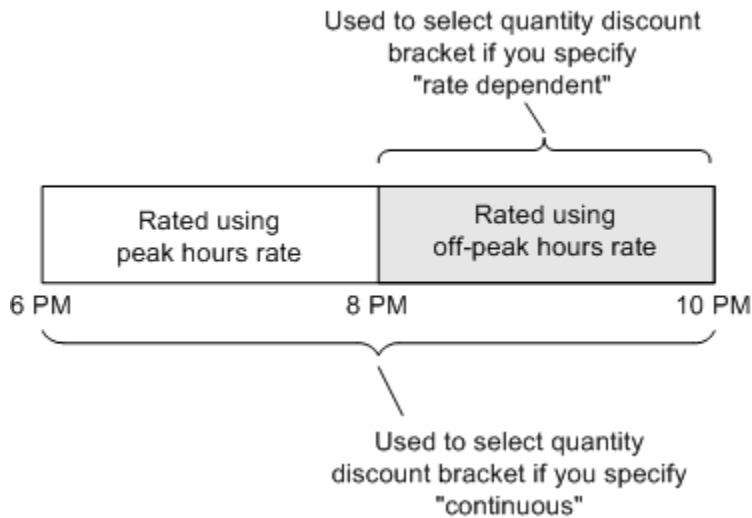 Used to select quantity discount
bracket if you specify
"rate dependent"
Rated using
peak hours rate
Rated using
off-peak hours rate
6 PM
8 PM
10 PM
Used to select quantity
discount bracket if you specify
"continuous"